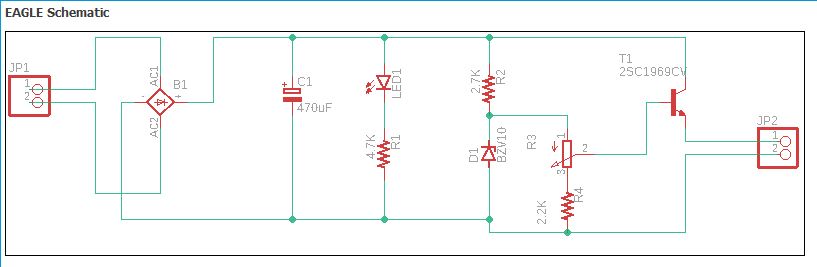 EAGLE Schematic
JP1
1
2
AC1
AC2
B1
-
+
C1
470uF
+
LED1
4.7K
R1
2.7K
R2
D1
BZV10
R3
1
2
3
2.2K
R4
T1
2SC1969CV
JP2
1
2